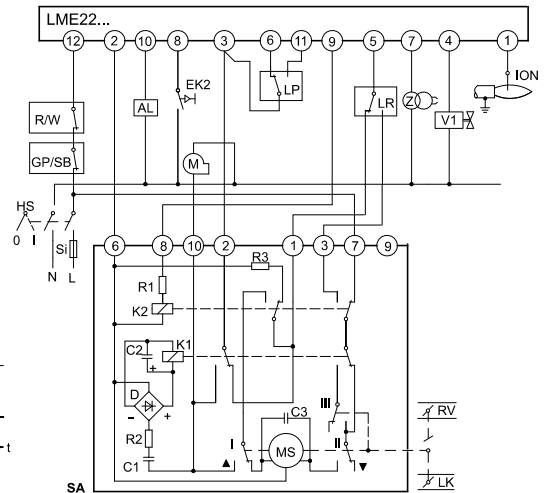 LME22...
12 2 10 8 3 6 11 5 9 7 4 1
EK2
ION
R/W
AL
LP
LR
Z
V1
GP/SB
M
HS
0 I
Si
N L
6 8 10 2 1 3 7 9
R3
R1
K2
C2
K1
+
D
- +
R2
C1
C3
III
I
MS
II
RV
LK
t
SA